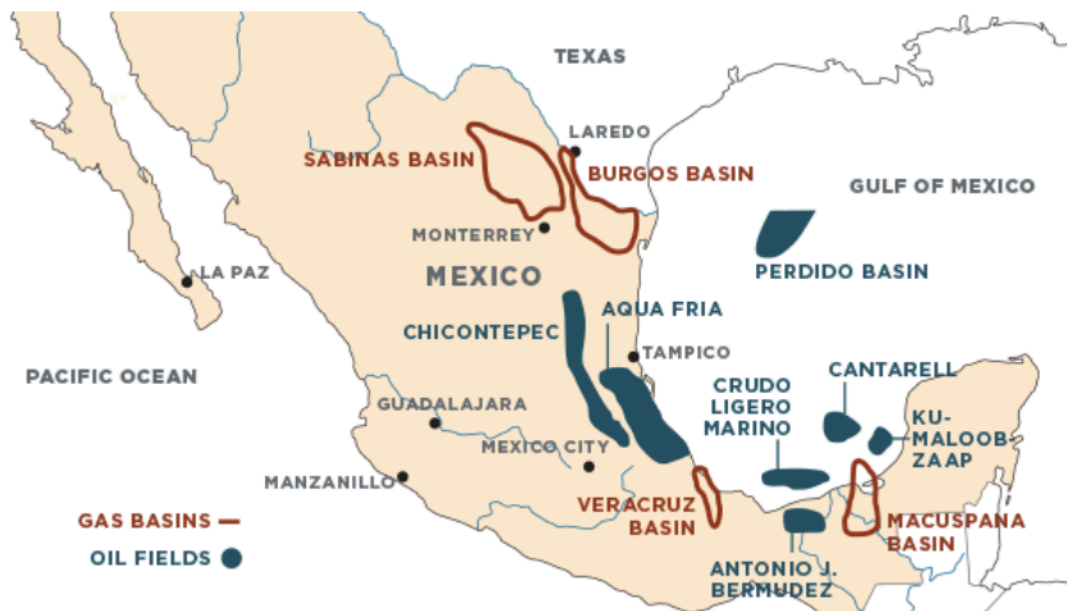 TEXAS
LAREDO
SABINAS BASIN
BURGOS BASIN
GULF OF MEXICO
MONTERREY
PERDIDO BASIN
LA PAZ
MEXICO
AQUA FRIA
CHICONTEPEC
TAMPICO
PACIFIC OCEAN
CANTARELL
CRUDO
LIGERO
MARINO
KU-
MALOOB-
ZAAP
GUADALAJARA
MEXICO CITY
MANZANILLO
VERACRUZ
BASIN
MACUSPANA
BASIN
GAS BASINS
OIL FIELDS
ANTONIO J.
BERMUDEZ